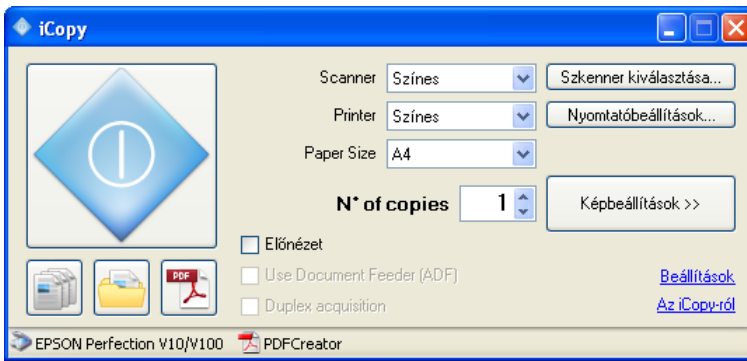 iCopy
Scanner Színes Szkenner kiválasztása...
Printer Színes Nyomtatóbeállítások...
Paper Size A4
N° of copies 1 Képbeállítások >>
Előnézet
Use Document Feeder (ADF) Beállítások
Duplex acquisition Az iCopy-ról
PDF
EPSON Perfection V10/V100 PDFCreator